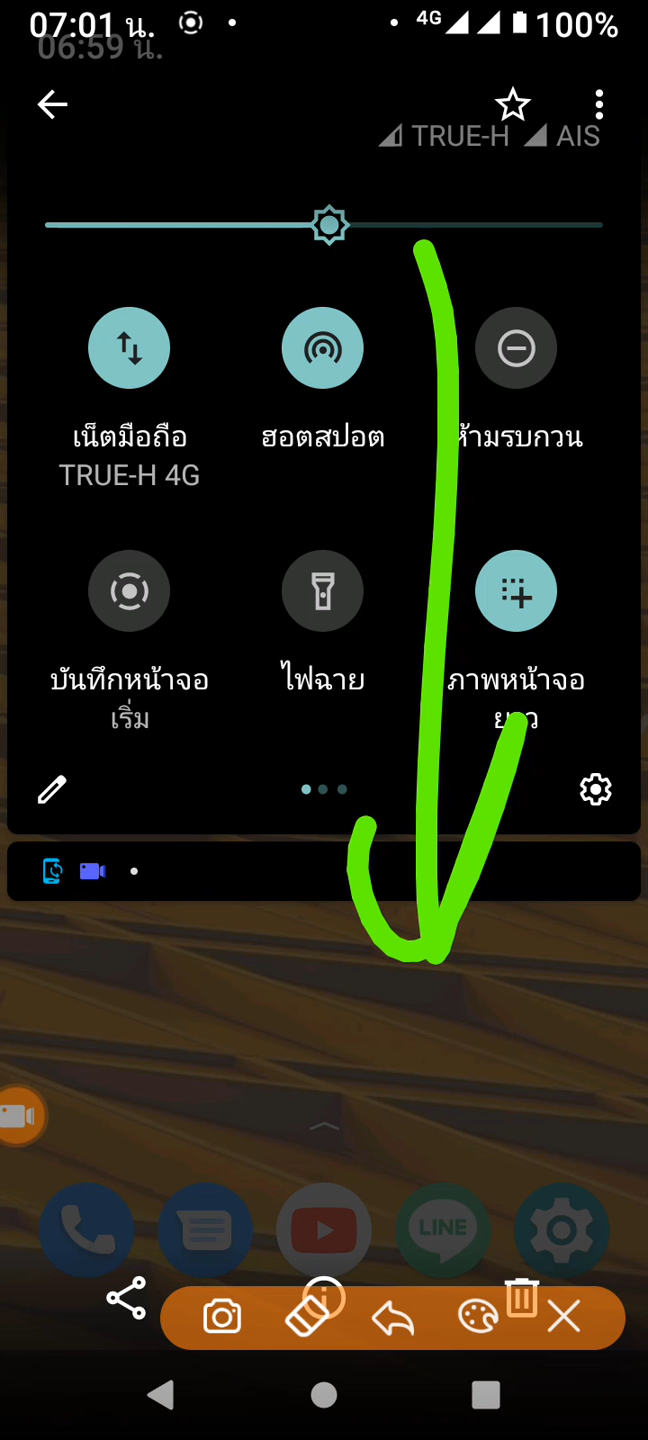 07:01 น.
4G
100%
06:59 น.
TRUE-H
AIS
เน็ตมือถือ
TRUE-H 4G
ฮอตสปอต
ห้ามรบกวน
บันทึกหน้าจอ
เริ่ม
ไฟฉาย
ภาพหน้าจอ
ยาว
LINE